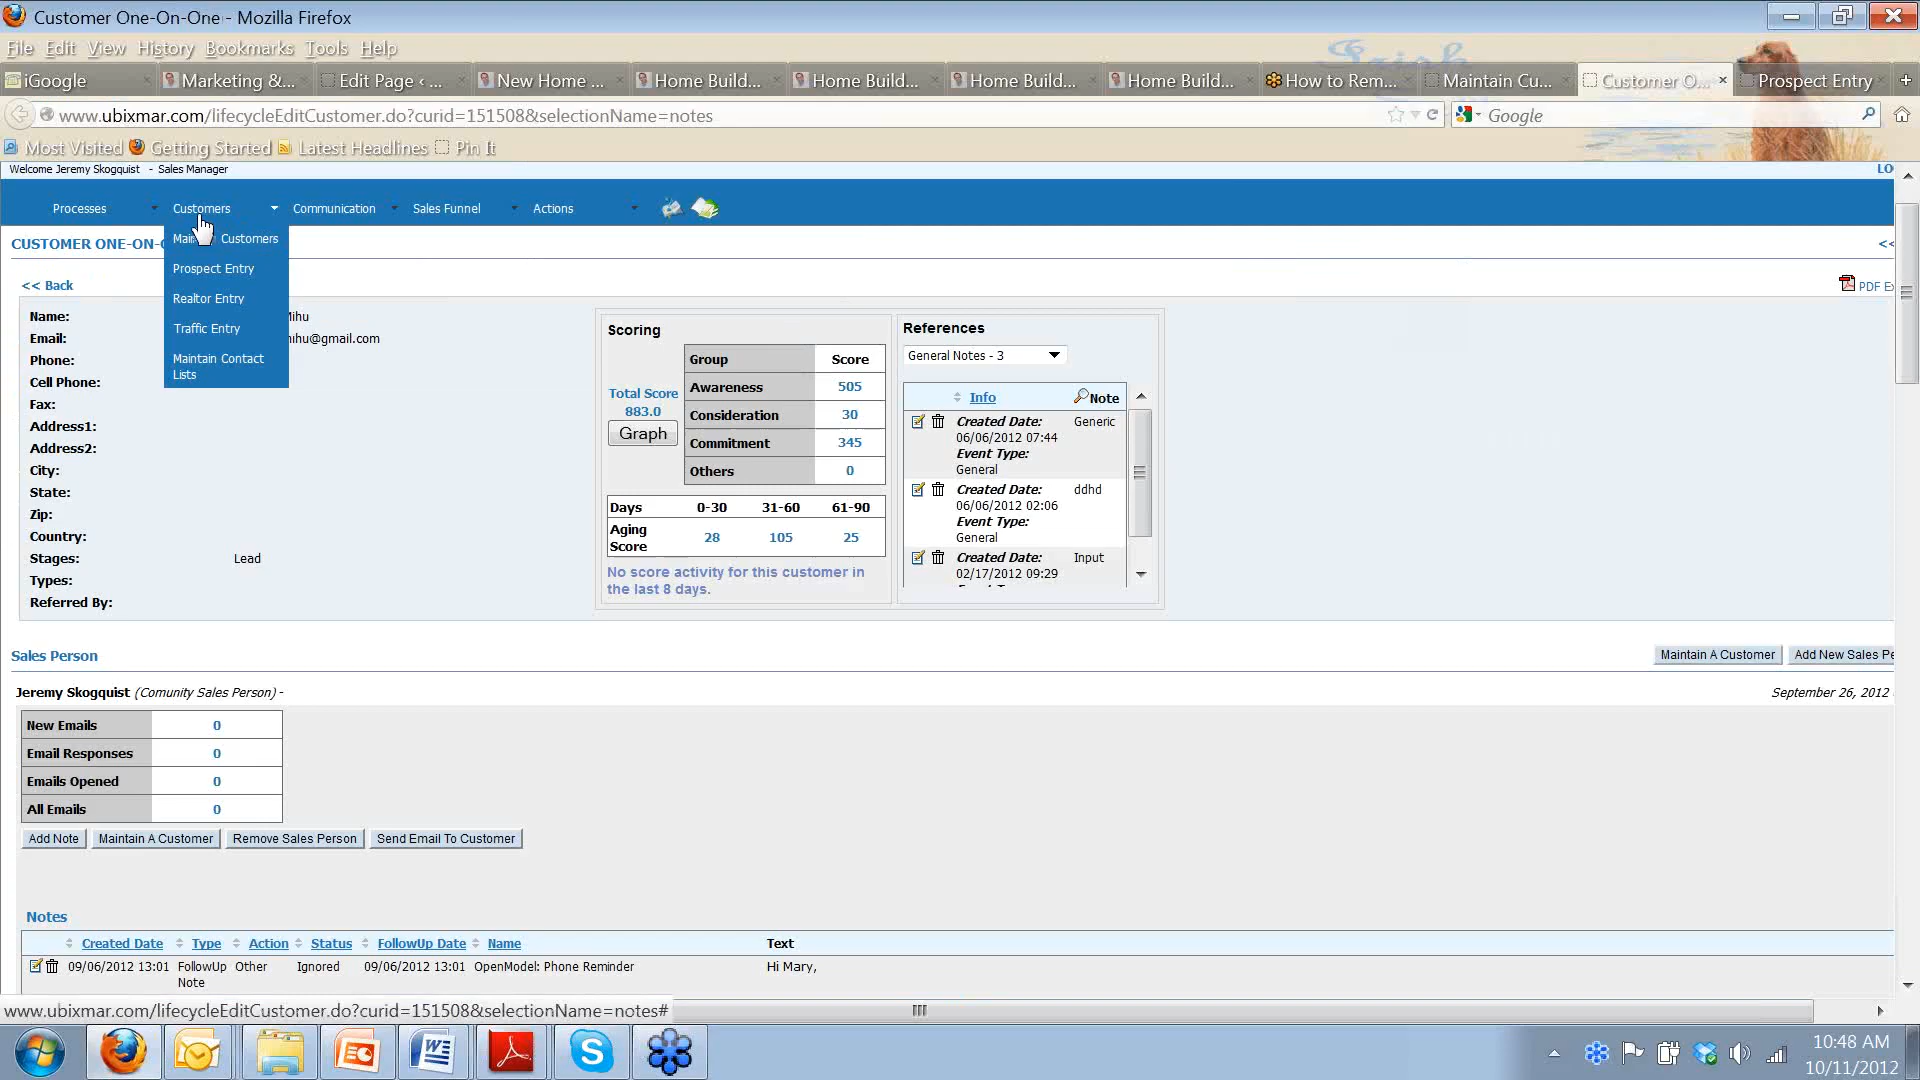 Customer One-On-One - Mozilla Firefox
File Edit View History Bookmarks Tools Help
iGoogle Marketing &... Edit Page ‹ ... New Home ... Home Build... Home Build... Home Build... Home Build... How to Rem... Maintain Cu... Customer O... Prospect Entry
www.ubixmar.com/lifecycleEditCustomer.do?curid=151508&selectionName=notes Google
Most Visited Getting Started Latest Headlines Pin It
Welcome Jeremy Skogquist - Sales Manager LO
Processes Customers Communication Sales Funnel Actions
Customers
Prospect Entry
Realtor Entry
Traffic Entry
Maintain Contact
Lists
CUSTOMER ONE-ON- <<
<< Back PDF E
Name: Mihu
Email: mihu@gmail.com
Phone:
Cell Phone:
Fax:
Address1:
Address2:
City:
State:
Zip:
Country:
Stages: Lead
Types:
Referred By:
Scoring
Total Score
883.0
Graph
Group Score
Awareness 505
Consideration 30
Commitment 345
Others 0
Days 0-30 31-60 61-90
Aging
Score 28 105 25
No score activity for this customer in
the last 8 days.
References
General Notes - 3
Info Note
Created Date: Generic
06/06/2012 07:44
Event Type:
General
Created Date: ddhd
06/06/2012 02:06
Event Type:
General
Created Date: Input
02/17/2012 09:29
Sales Person Maintain A Customer Add New Sales Pe
Jeremy Skogquist (Comunity Sales Person) - September 26, 2012
New Emails 0
Email Responses 0
Emails Opened 0
All Emails 0
Add Note Maintain A Customer Remove Sales Person Send Email To Customer
Notes
Created Date Type Action Status FollowUp Date Name Text
09/06/2012 13:01 FollowUp Other Ignored 09/06/2012 13:01 OpenModel: Phone Reminder Hi Mary,
Note
www.ubixmar.com/lifecycleEditCustomer.do?curid=151508&selectionName=notes#
10:48 AM
10/11/2012